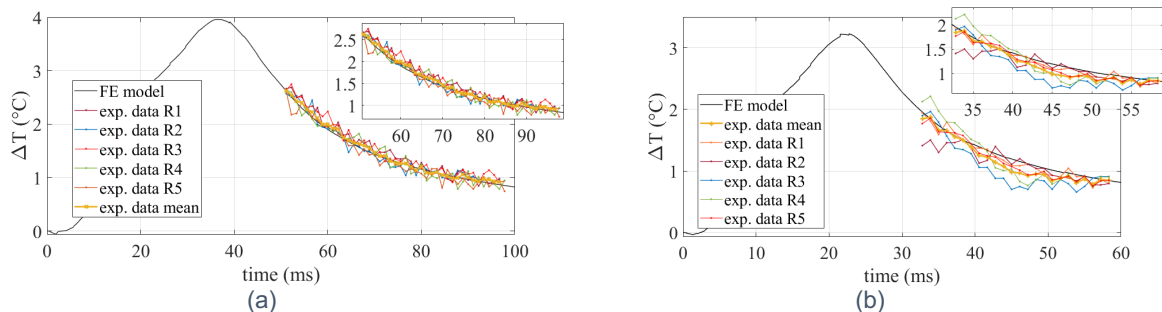 4
3
2
1
0
ΔT (°C)
FE model
exp. data R1
exp. data R2
exp. data R3
exp. data R4
exp. data R5
exp. data mean
2.5
2
1.5
1
60 70 80 90
0 20 40 60 80 100
time (ms)
(a)
3
2
1
0
ΔT (°C)
FE model
exp. data mean
exp. data R1
exp. data R2
exp. data R3
exp. data R4
exp. data R5
2
1.5
1
35 40 45 50 55
0 10 20 30 40 50 60
time (ms)
(b)